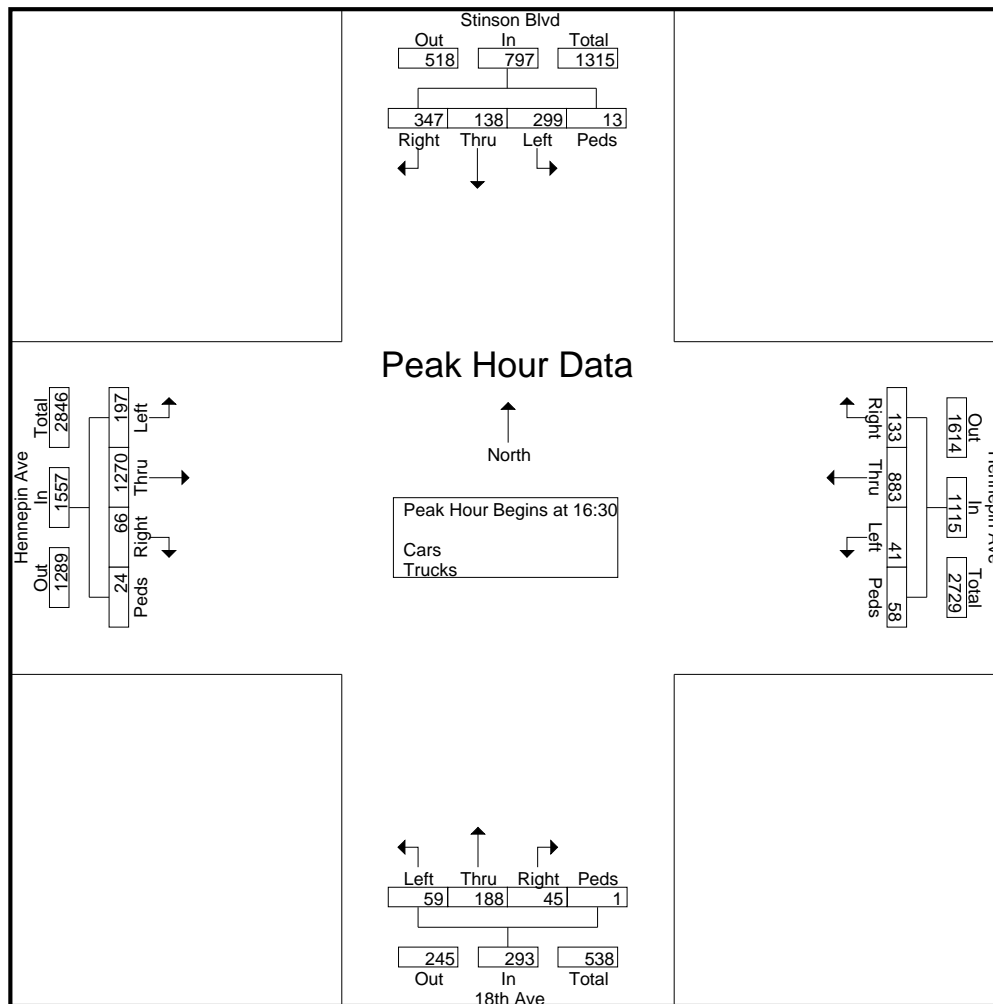 Stinson Blvd
Out In Total
518 797 1315
347 138 299 13
Right Thru Left Peds
Peak Hour Data
North
Peak Hour Begins at 16:30
Cars
Trucks
Hennepin Ave
Total In Out
2846 1557 1289
197 1270 66 24
Left Thru Right Peds
Right Thru Left Peds
133 883 41 58
Out In Total
1614 1115 2729
Hennepin Ave
Left Thru Right Peds
59 188 45 1
245 293 538
Out In Total
18th Ave